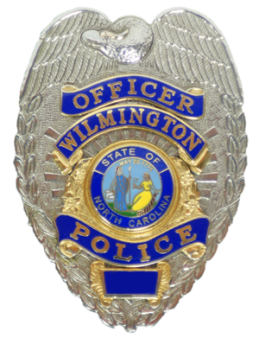 OFFICER
WILMINGTON
STATE OF
NORTH CAROLINA
POLICE